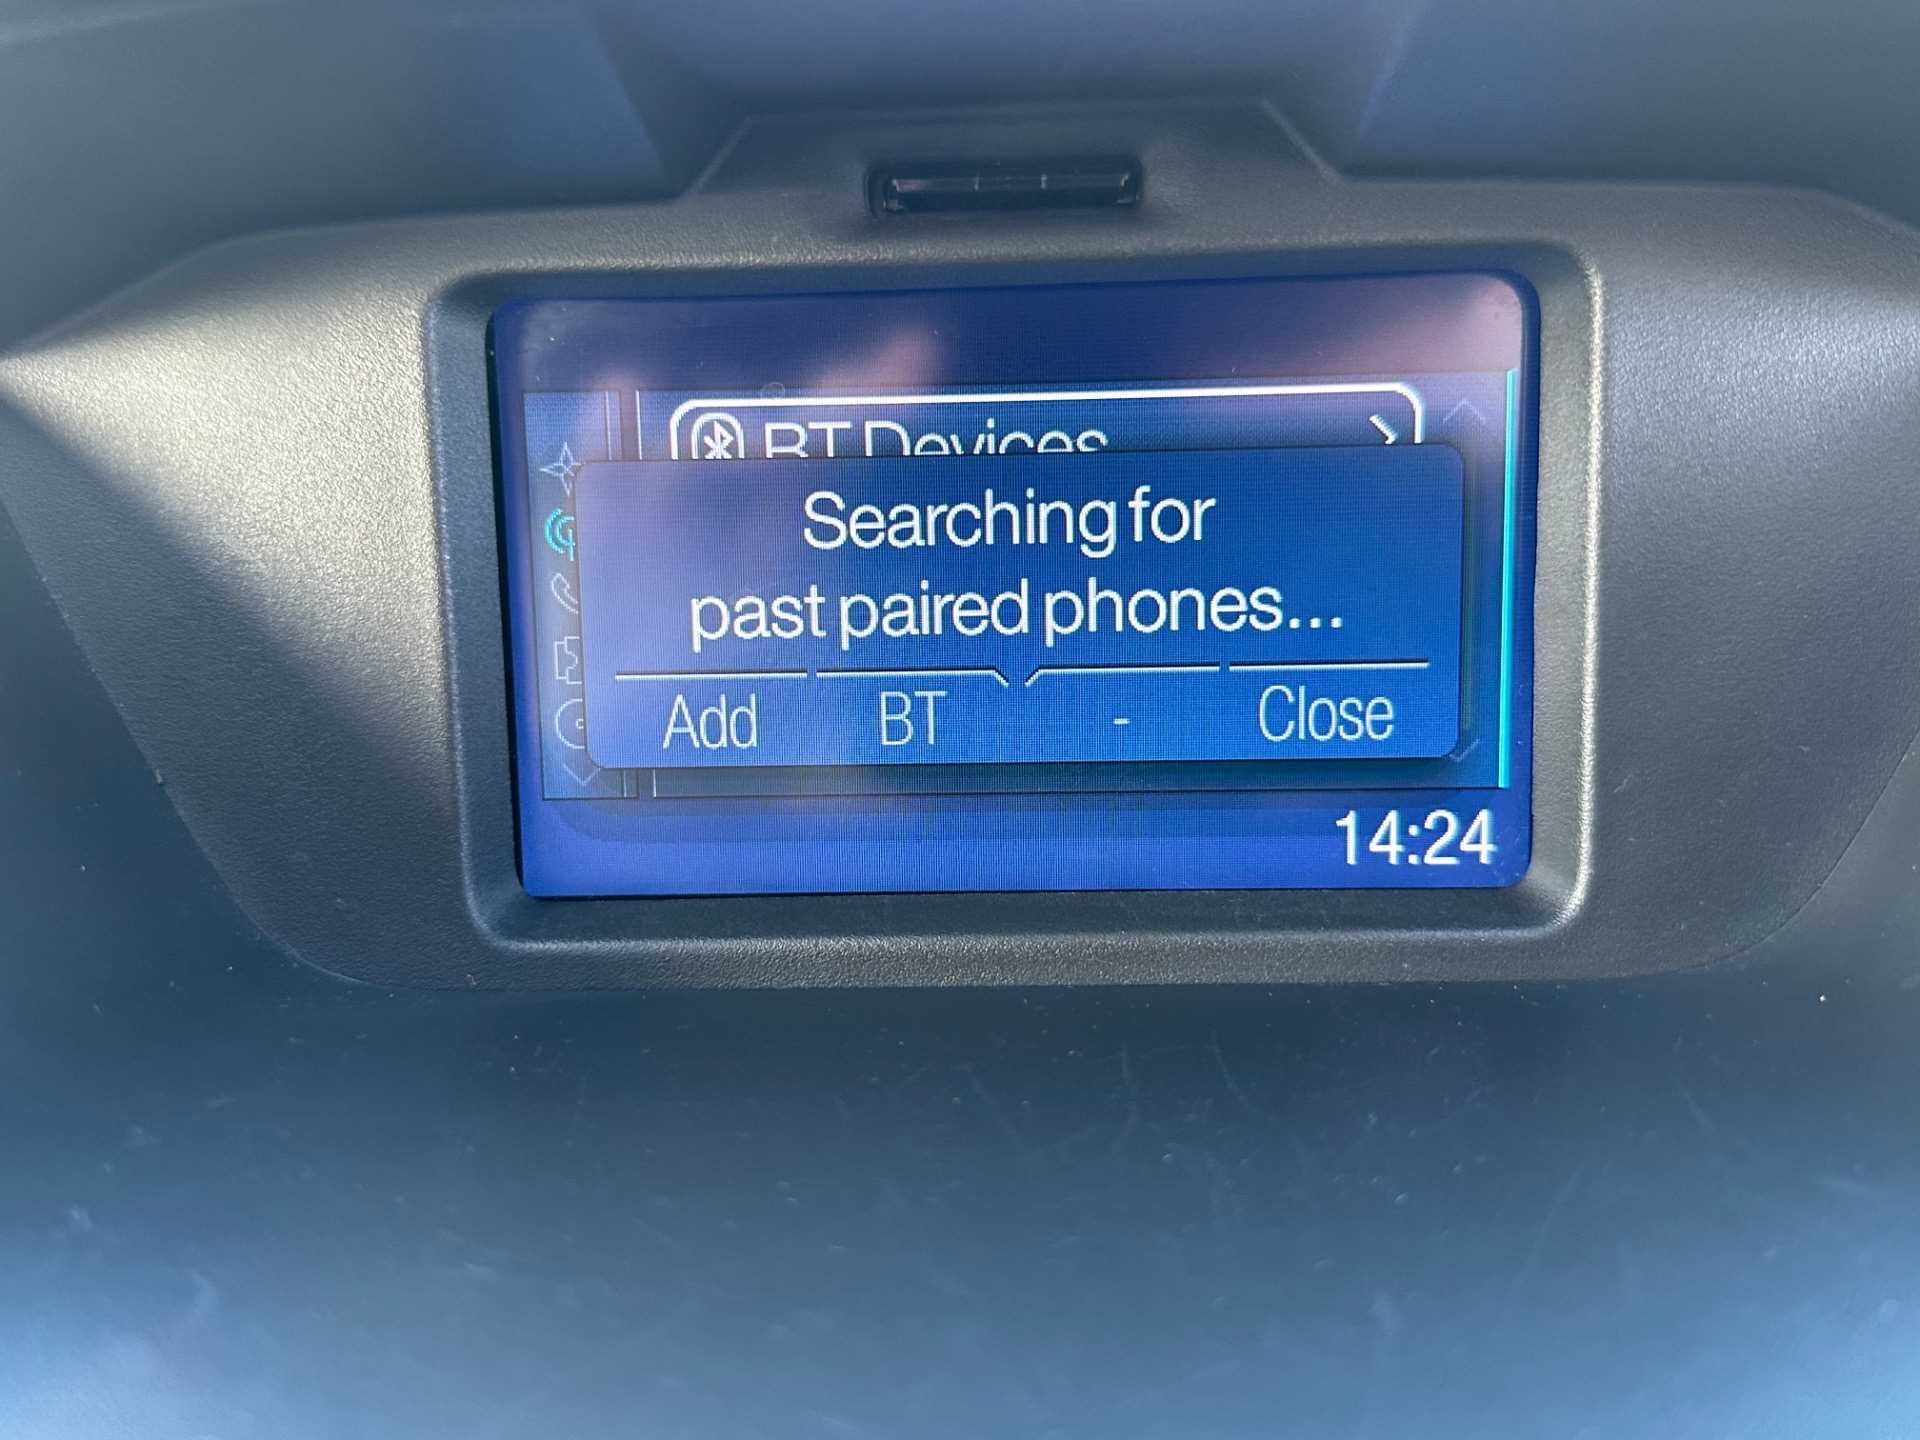 BT Devices
Searching for
past paired phones...
Add BT - Close
14:24